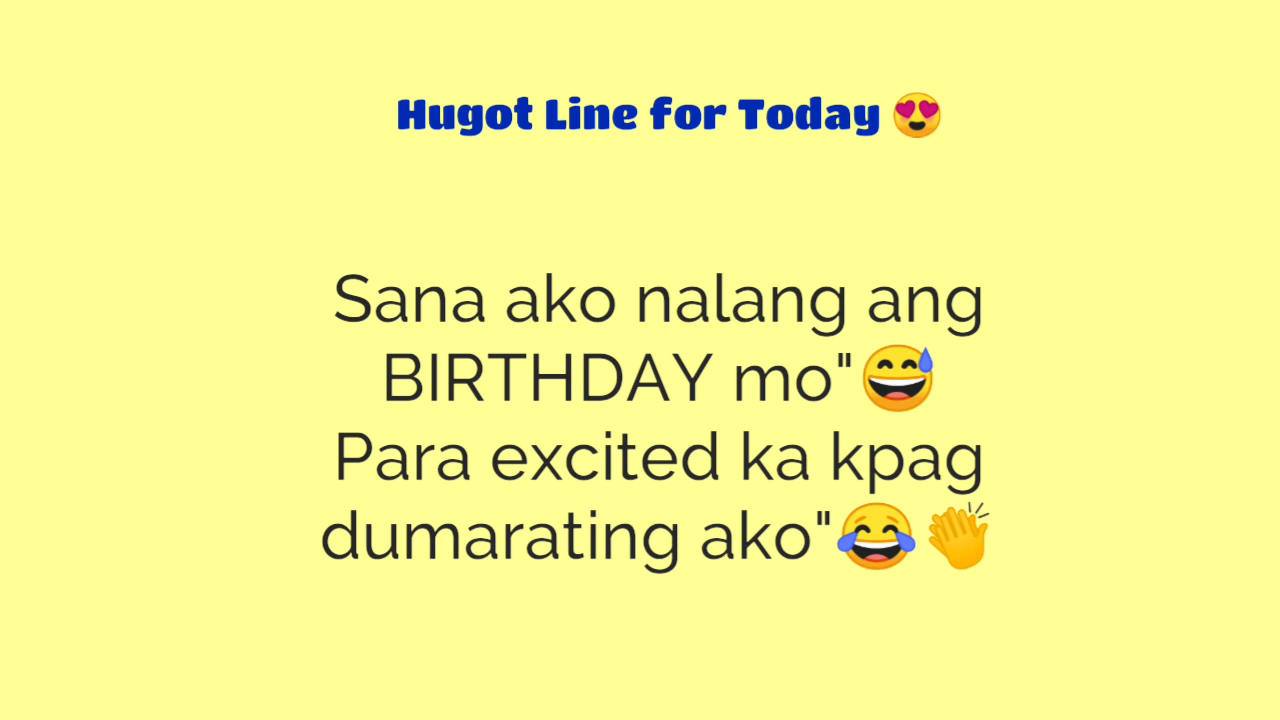 Hugot Line for Today 😍
Sana ako nalang ang
BIRTHDAY mo"😅
Para excited ka kpag
dumarating ako"😂👏